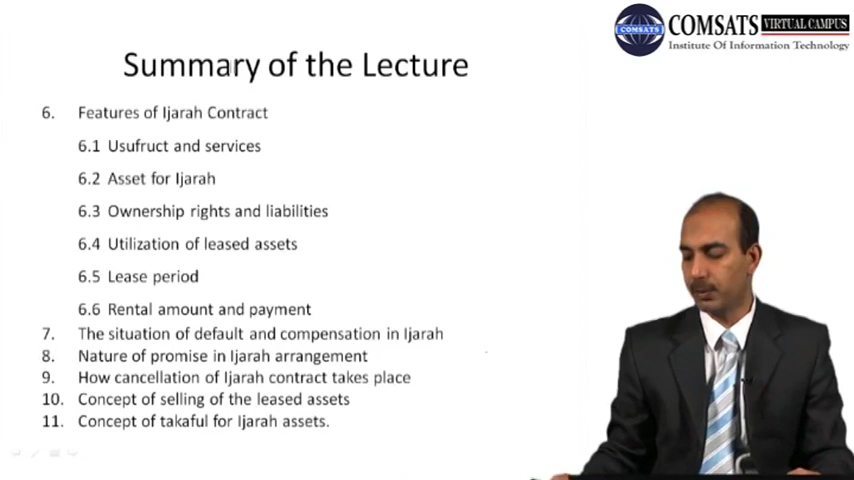 COMSATS
COMSATS VIRTUAL CAMPUS
Institute Of Information Technology
Summary of the Lecture
6. Features of Ijarah Contract
6.1 Usufruct and services
6.2 Asset for Ijarah
6.3 Ownership rights and liabilities
6.4 Utilization of leased assets
6.5 Lease period
6.6 Rental amount and payment
7. The situation of default and compensation in Ijarah
8. Nature of promise in Ijarah arrangement
9. How cancellation of Ijarah contract takes place
10. Concept of selling of the leased assets
11. Concept of takaful for Ijarah assets.